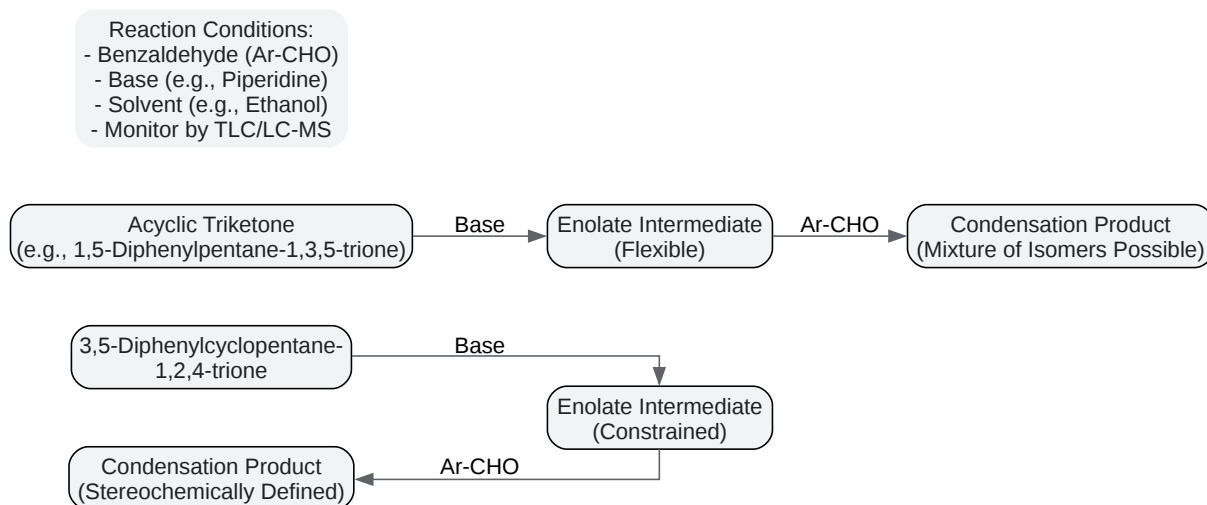 Reaction Conditions:
- Benzaldehyde (Ar-CHO)
- Base (e.g., Piperidine)
- Solvent (e.g., Ethanol)
- Monitor by TLC/LC-MS
Acyclic Triketone
(e.g., 1,5-Diphenylpentane-1,3,5-trione)
Base
Enolate Intermediate
(Flexible)
Ar-CHO
Condensation Product
(Mixture of Isomers Possible)
3,5-Diphenylcyclopentane-
1,2,4-trione
Base
Enolate Intermediate
(Constrained)
Ar-CHO
Condensation Product
(Stereochemically Defined)